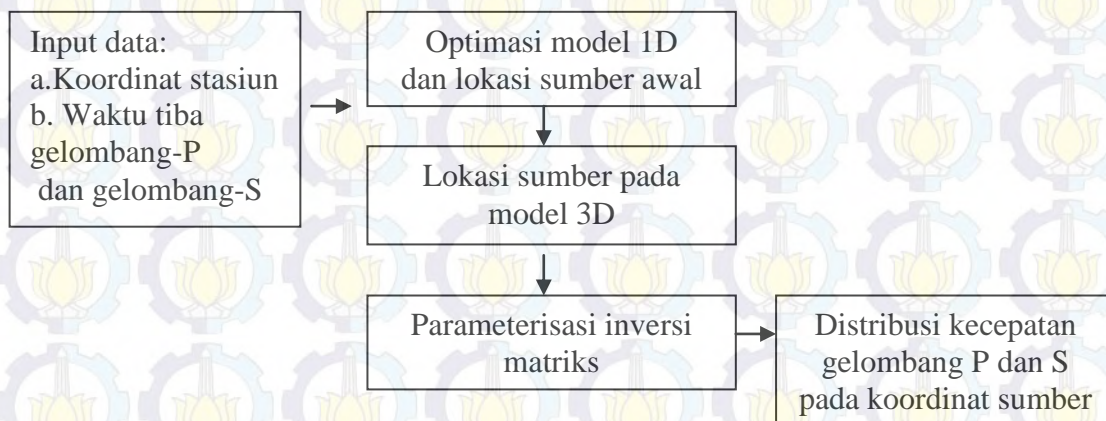 Input data:
a.Koordinat stasiun
b. Waktu tiba
gelombang-P
dan gelombang-S
Optimasi model 1D
dan lokasi sumber awal
Lokasi sumber pada
model 3D
Parameterisasi inversi
matriks
Distribusi kecepatan
gelombang P dan S
pada koordinat sumber